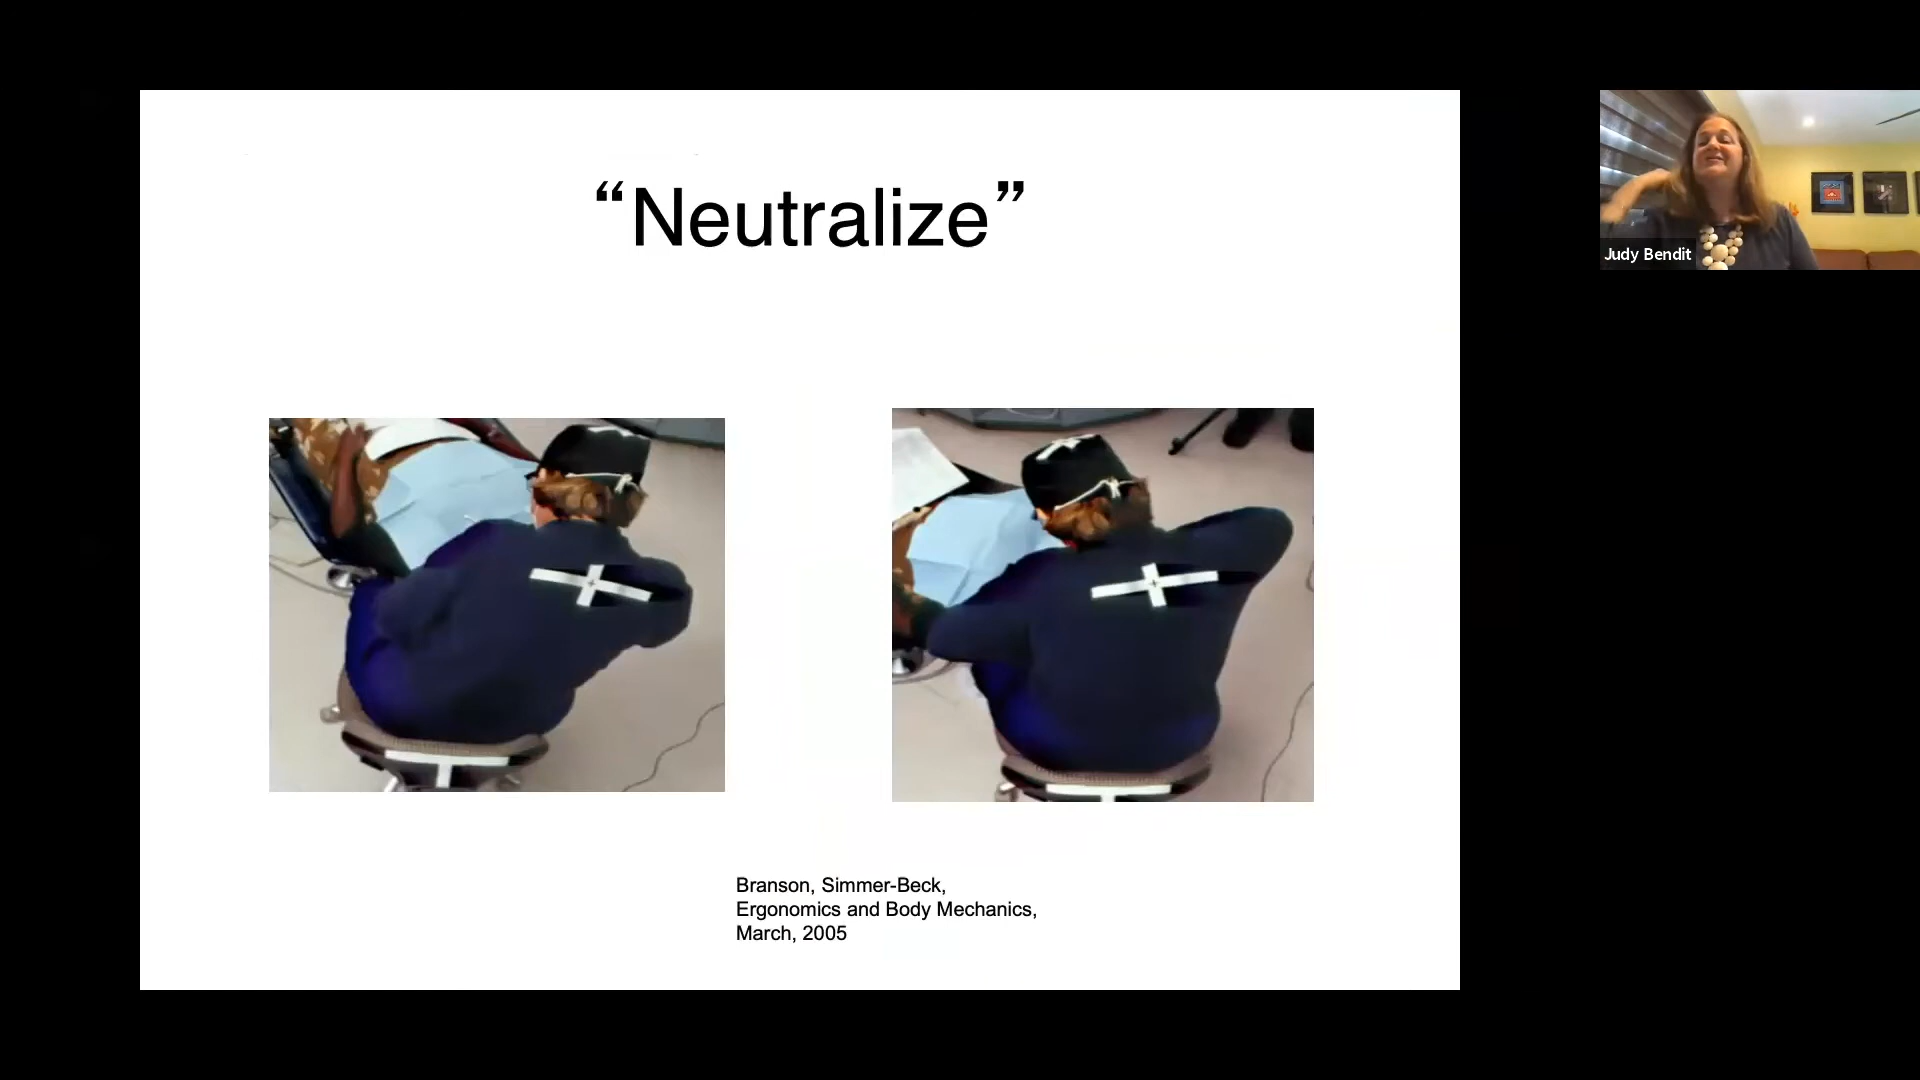 “Neutralize”
Judy Bendit
Branson, Simmer-Beck,
Ergonomics and Body Mechanics,
March, 2005